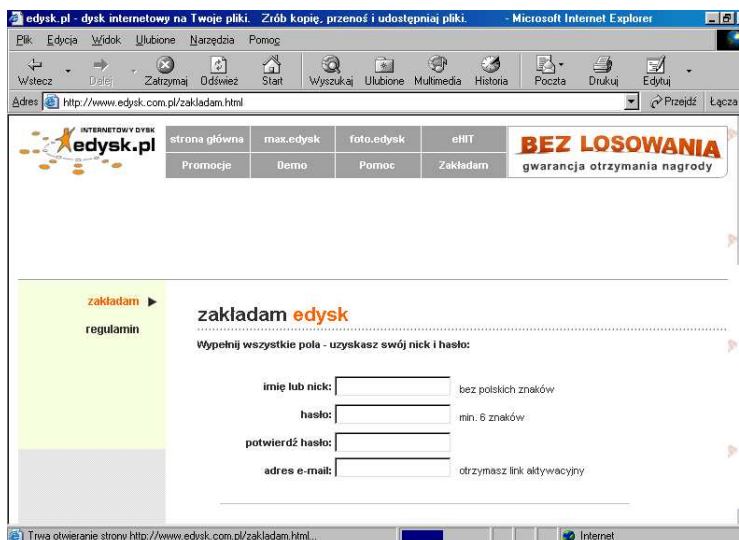 edysk.pl - dysk internetowy na Twoje pliki. Zrób kopię, przenoś i udostępniaj pliki. - Microsoft Internet Explorer
Plik Edycja Widok Ulubione Narzędzia Pomoc
Wstecz Dalej Zatrzymaj Odśwież Start Wyszukaj Ulubione Multimedia Historia Poczta Drukuj Edytuj
Adres http://www.edysk.com.pl/zakladam.html Przejdź Łącza
INTERNETOWY DYSK
edysk.pl
strona główna max.edysk foto.edysk eHIT
Promocje Demo Pomoc Zakładam
BEZ LOSOWANIA
gwarancja otrzymania nagrody
zakładam
regulamin
zakładam edysk
Wypełnij wszystkie pola - uzyskasz swój nick i hasło:
imię lub nick: bez polskich znaków
hasło: min. 6 znaków
potwierdź hasło:
adres e-mail: otrzymasz link aktywacyjny
Trwa otwieranie strony http://www.edysk.com.pl/zakladam.html... Internet